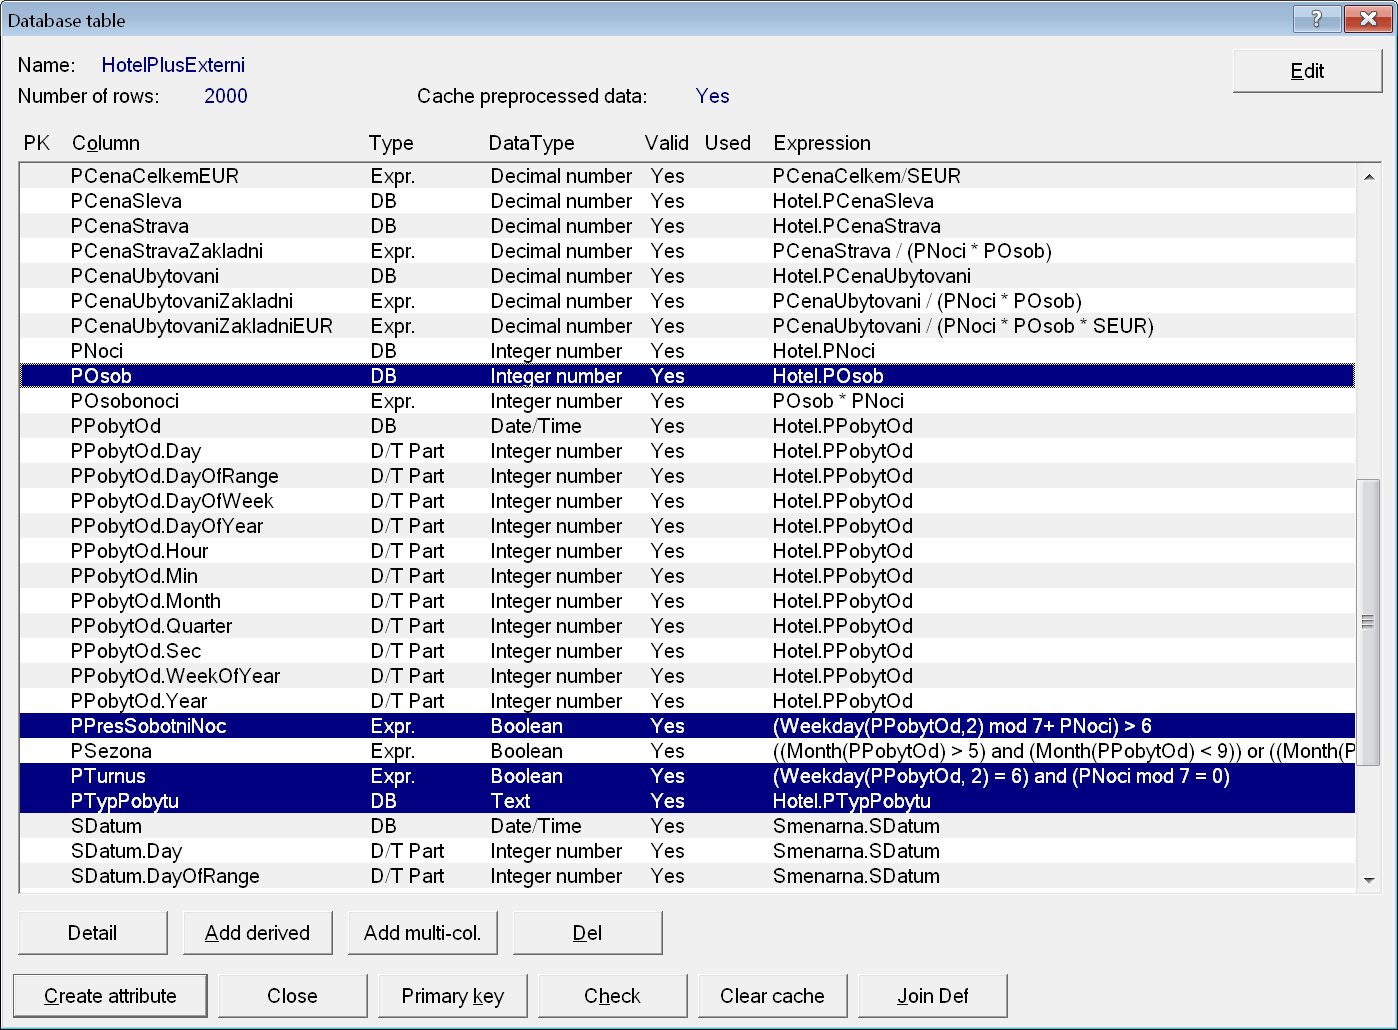 Database table
Name: HotelPlusExterni
Edit
Number of rows: 2000 Cache preprocessed data: Yes
PK Column Type DataType Valid Used Expression
PCenaCelkemEUR Expr. Decimal number Yes PCenaCelkem/SEUR
PCenaSleva DB Decimal number Yes Hotel.PCenaSleva
PCenaStrava DB Decimal number Yes Hotel.PCenaStrava
PCenaStravaZakladni Expr. Decimal number Yes PCenaStrava / (PNoci * POsob)
PCenaUbytovani DB Decimal number Yes Hotel.PCenaUbytovani
PCenaUbytovaniZakladni Expr. Decimal number Yes PCenaUbytovani / (PNoci * POsob)
PCenaUbytovaniZakladniEUR Expr. Decimal number Yes PCenaUbytovani / (PNoci * POsob * SEUR)
PNoci DB Integer number Yes Hotel.PNoci
POsob DB Integer number Yes Hotel.POsob
POsobonoci Expr. Integer number Yes POsob * PNoci
PPobytOd DB Date/Time Yes Hotel.PPobytOd
PPobytOd.Day D/T Part Integer number Yes Hotel.PPobytOd
PPobytOd.DayOfRange D/T Part Integer number Yes Hotel.PPobytOd
PPobytOd.DayOfWeek D/T Part Integer number Yes Hotel.PPobytOd
PPobytOd.DayOfYear D/T Part Integer number Yes Hotel.PPobytOd
PPobytOd.Hour D/T Part Integer number Yes Hotel.PPobytOd
PPobytOd.Min D/T Part Integer number Yes Hotel.PPobytOd
PPobytOd.Month D/T Part Integer number Yes Hotel.PPobytOd
PPobytOd.Quarter D/T Part Integer number Yes Hotel.PPobytOd
PPobytOd.Sec D/T Part Integer number Yes Hotel.PPobytOd
PPobytOd.WeekOfYear D/T Part Integer number Yes Hotel.PPobytOd
PPobytOd.Year D/T Part Integer number Yes Hotel.PPobytOd
PPresSobotniNoc Expr. Boolean Yes (Weekday(PPobytOd,2) mod 7+ PNoci) > 6
PSezona Expr. Boolean Yes ((Month(PPobytOd) > 5) and (Month(PPobytOd) < 9)) or ((Month(P
PTurnus Expr. Boolean Yes (Weekday(PPobytOd, 2) = 6) and (PNoci mod 7 = 0)
PTypPobytu DB Text Yes Hotel.PTypPobytu
SDatum DB Date/Time Yes Smenarna.SDatum
SDatum.Day D/T Part Integer number Yes Smenarna.SDatum
SDatum.DayOfRange D/T Part Integer number Yes Smenarna.SDatum
Detail Add derived Add multi-col. Del
Create attribute Close Primary key Check Clear cache Join Def